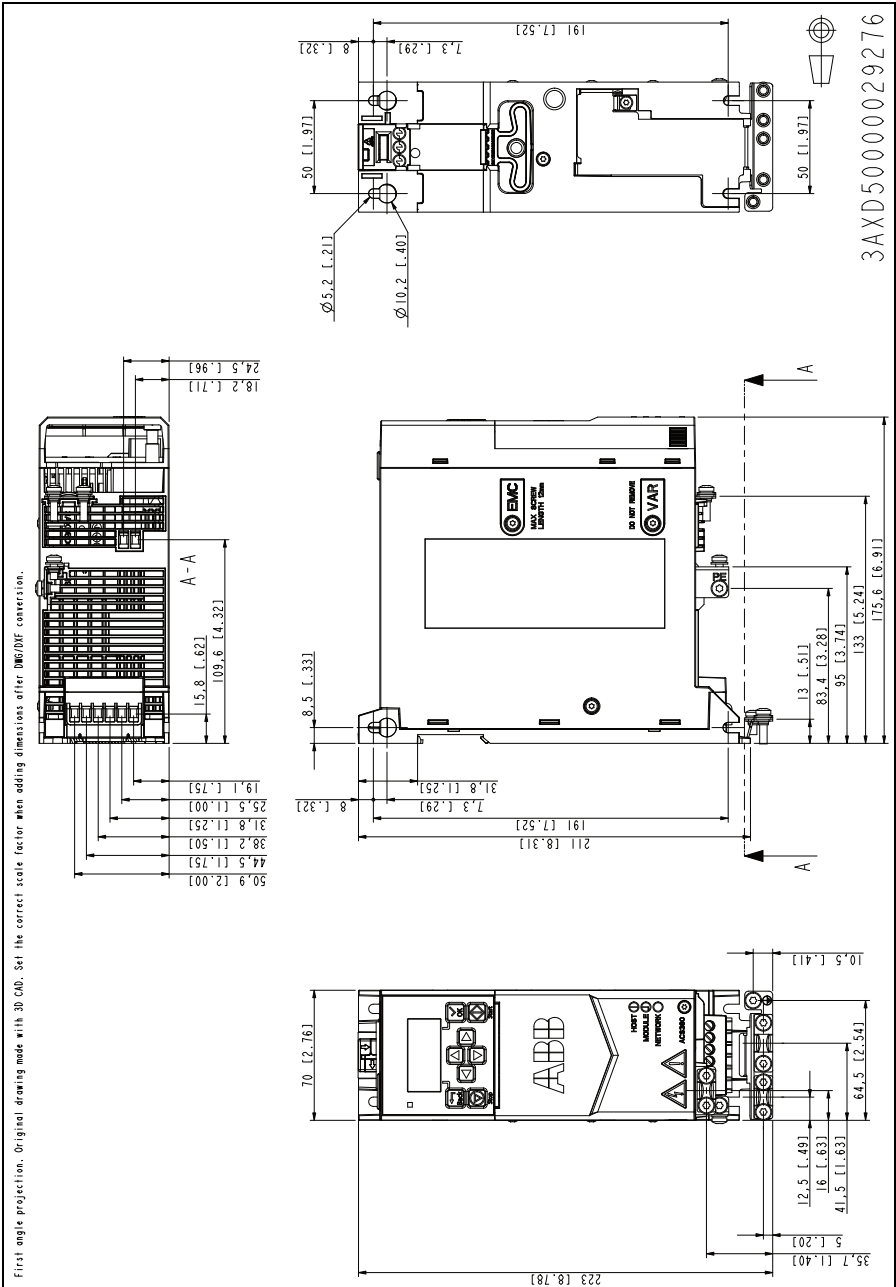 First angle projection. Original drawing made with 3D CAD. Set the correct scale factor when adding dimensions after DWG/DXF conversion.
50,9 [2.00]
44,5 [1.75]
38,2 [1.50]
31,8 [1.25]
25,5 [1.00]
19,1 [.75]
15,8 [.62]
109,6 [4.32]
A-A
18,2 [.71]
24,5 [.96]
70 [2.76]
223 [8.78]
35,7 [1.40]
5 [.20]
12,5 [.49]
16 [.63]
41,5 [1.63]
64,5 [2.54]
10,5 [.41]
Back
OK
Stop
Start
ABB
HOST
MODULE
NETWORK
ACS380
211 [8.31]
191 [7.52]
8 [.32]
7,3 [.29]
31,8 [1.25]
8,5 [.33]
EMC
MAX SCREW
LENGTH 12mm
DO NOT REMOVE
VAR
PE
A
A
13 [.51]
83,4 [3.28]
95 [3.74]
133 [5.24]
175,6 [6.91]
8 [.32]
7,3 [.29]
191 [7.52]
50 [1.97]
50 [1.97]
Ø5,2 [.21]
Ø10,2 [.40]
3AXD50000029276